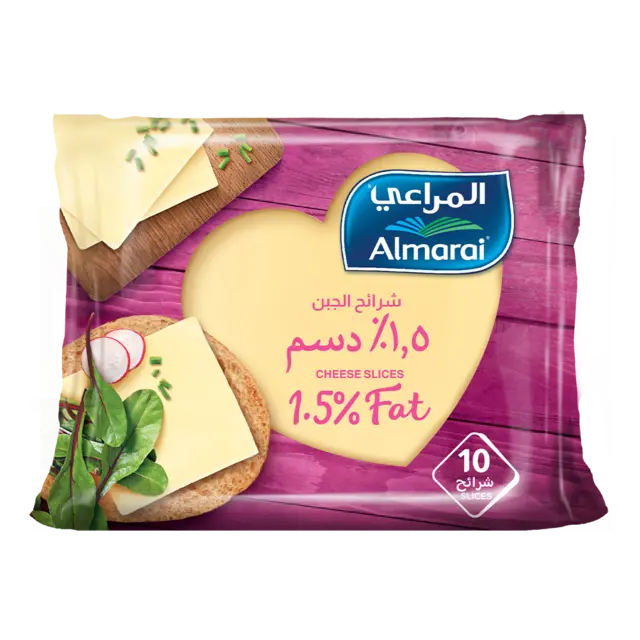 المراعي
Almarai
شرائح الجبن
١,٥٪ دسم
CHEESE SLICES
1.5% Fat
10
شرائح
SLICES